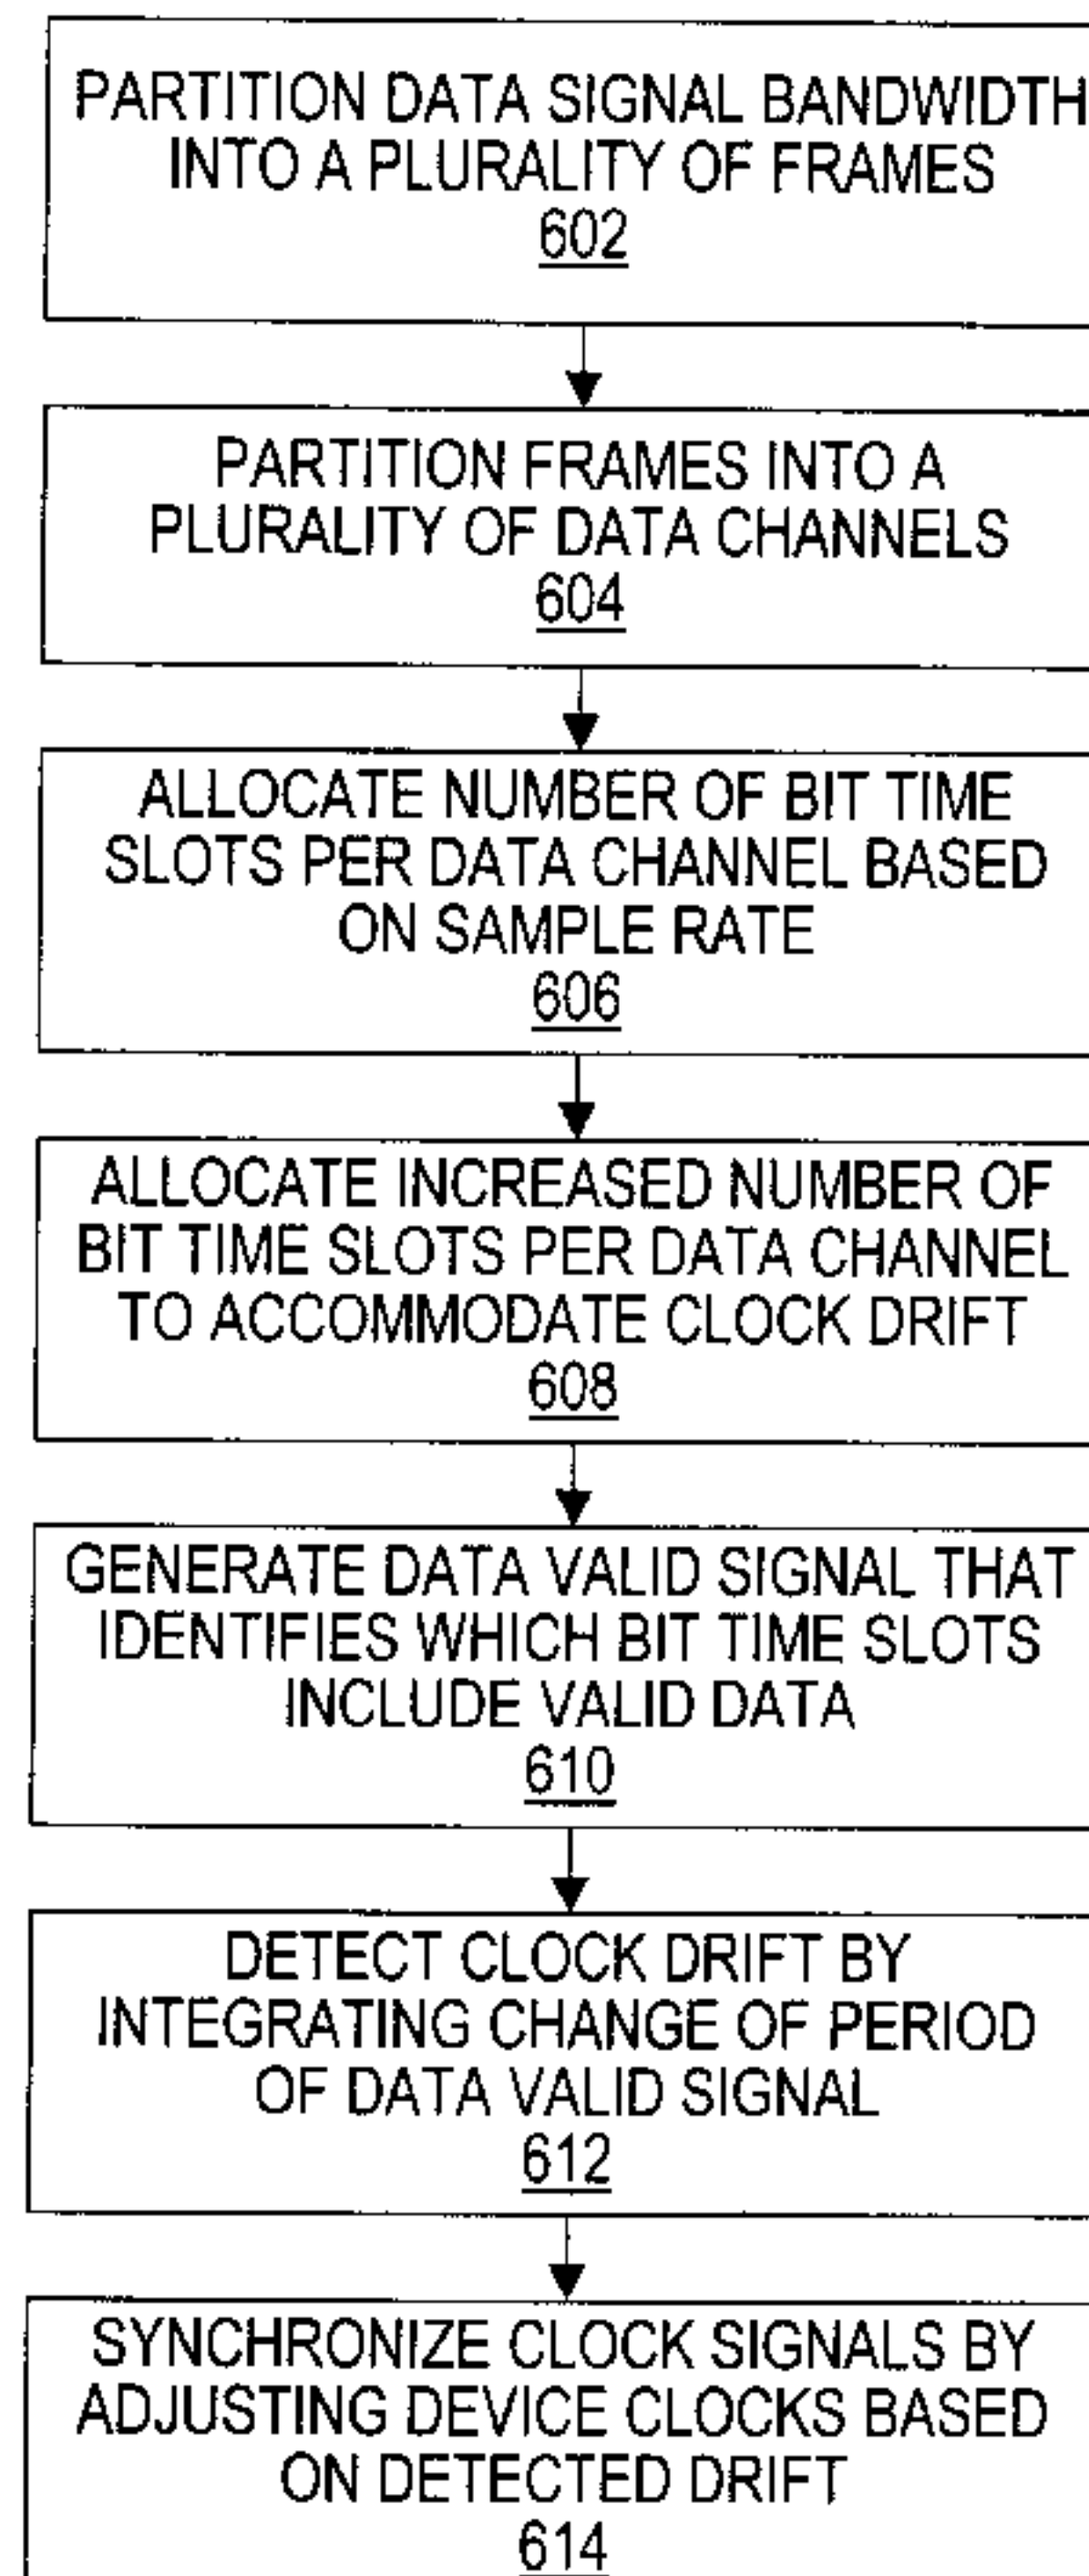 PARTITION DATA SIGNAL BANDWIDTH
INTO A PLURALITY OF FRAMES
602
PARTITION FRAMES INTO A
PLURALITY OF DATA CHANNELS
604
ALLOCATE NUMBER OF BIT TIME
SLOTS PER DATA CHANNEL BASED
ON SAMPLE RATE
606
ALLOCATE INCREASED NUMBER OF
BIT TIME SLOTS PER DATA CHANNEL
TO ACCOMMODATE CLOCK DRIFT
608
GENERATE DATA VALID SIGNAL THAT
IDENTIFIES WHICH BIT TIME SLOTS
INCLUDE VALID DATA
610
DETECT CLOCK DRIFT BY
INTEGRATING CHANGE OF PERIOD
OF DATA VALID SIGNAL
612
SYNCHRONIZE CLOCK SIGNALS BY
ADJUSTING DEVICE CLOCKS BASED
ON DETECTED DRIFT
614